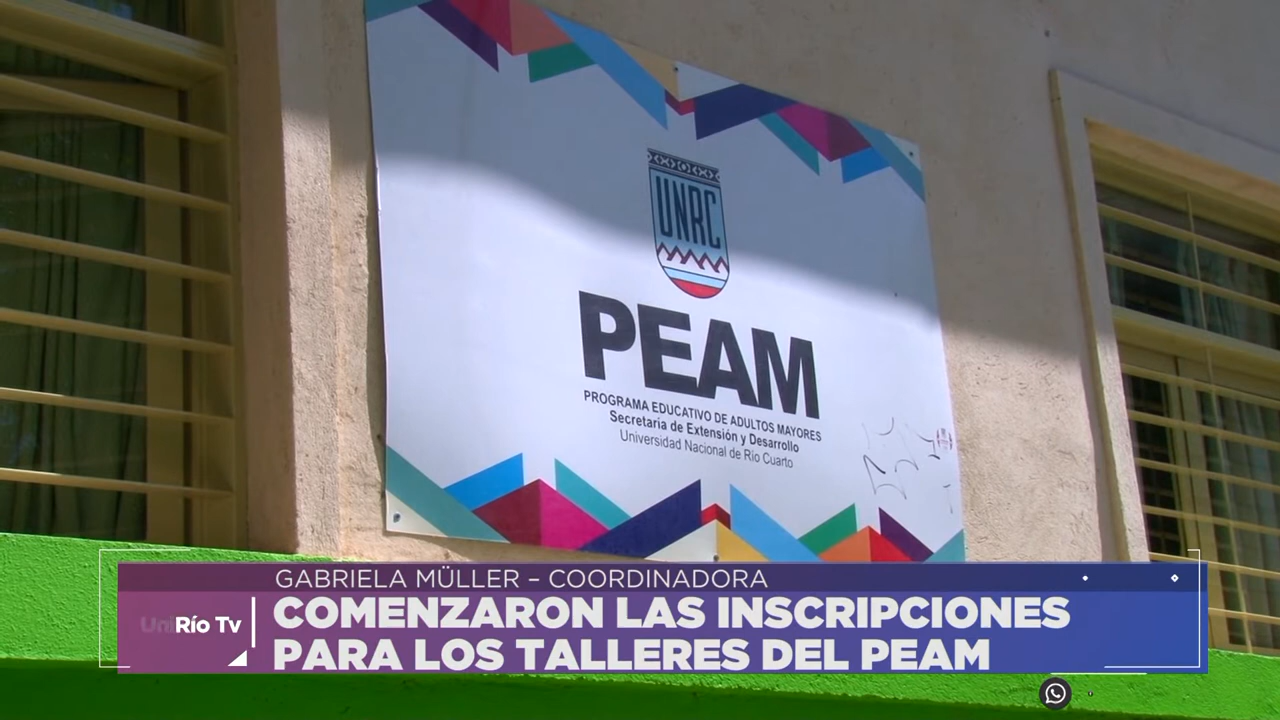 UNRC
PEAM
PROGRAMA EDUCATIVO DE ADULTOS MAYORES
Secretaría de Extensión y Desarrollo
Universidad Nacional de Río Cuarto
GABRIELA MÜLLER – COORDINADORA
Río Tv
COMENZARON LAS INSCRIPCIONES
PARA LOS TALLERES DEL PEAM